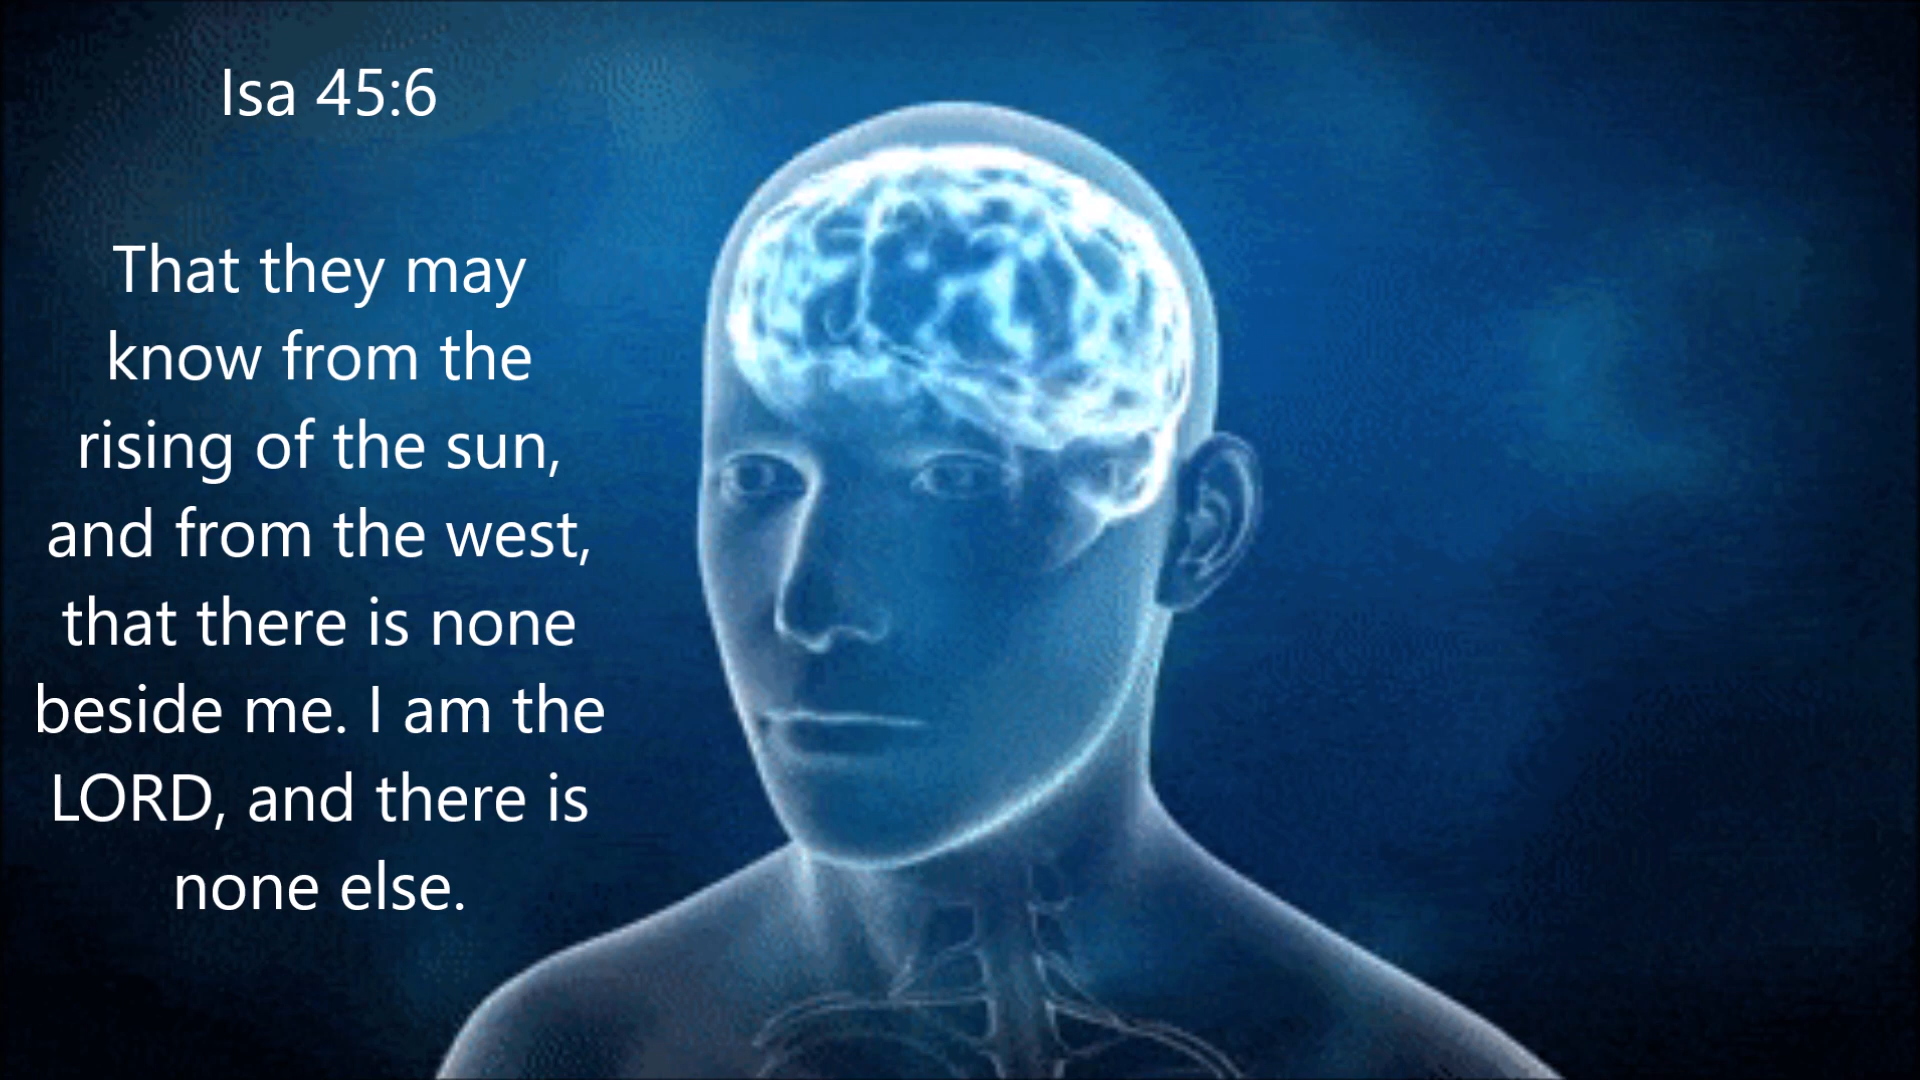 Isa 45:6
That they may
know from the
rising of the sun,
and from the west,
that there is none
beside me. I am the
LORD, and there is
none else.